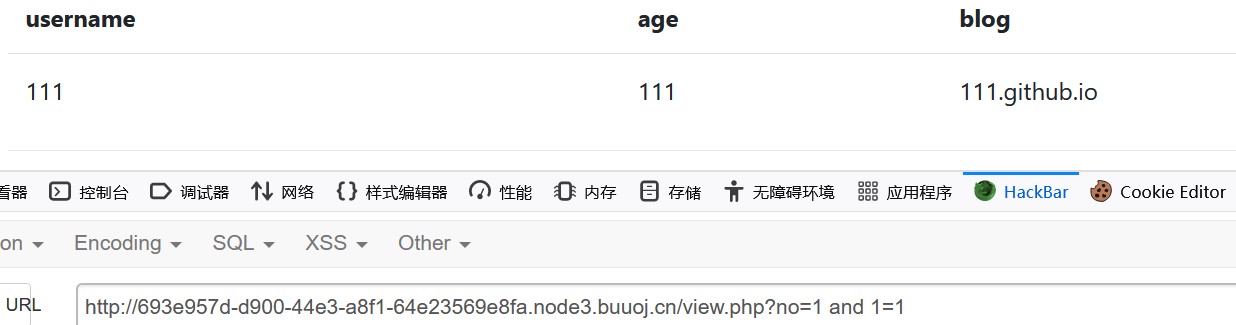 username age blog
111 111 111.github.io
看器 控制台 调试器 网络 样式编辑器 性能 内存 存储 无障碍环境 应用程序 HackBar Cookie Editor
on Encoding SQL XSS Other
URL http://693e957d-d900-44e3-a8f1-64e23569e8fa.node3.buuoj.cn/view.php?no=1 and 1=1